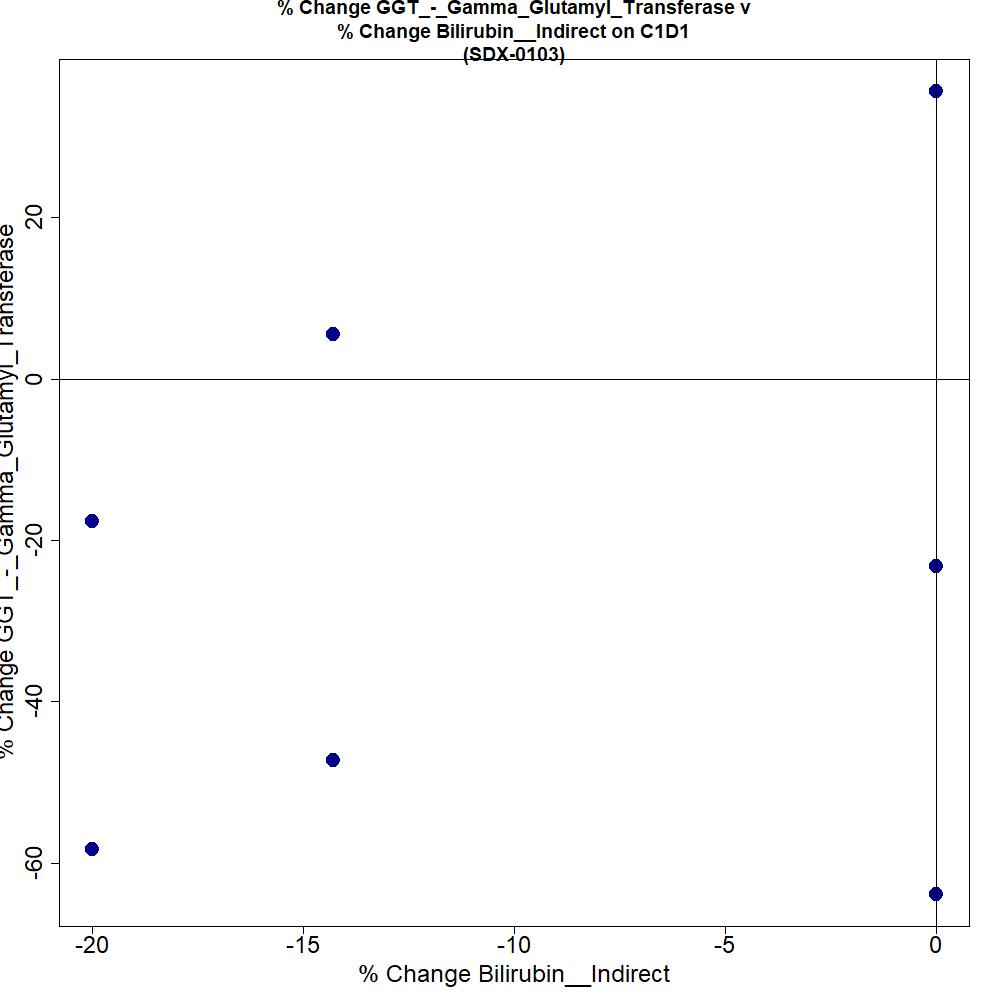 % Change GGT_-_Gamma_Glutamyl_Transferase v
% Change Bilirubin__Indirect on C1D1
(SDX-0103)
% Change GGT_-_Gamma_Glutamyl_Transferase
20
0
-20
-40
-60
-20
-15
-10
-5
0
% Change Bilirubin__Indirect